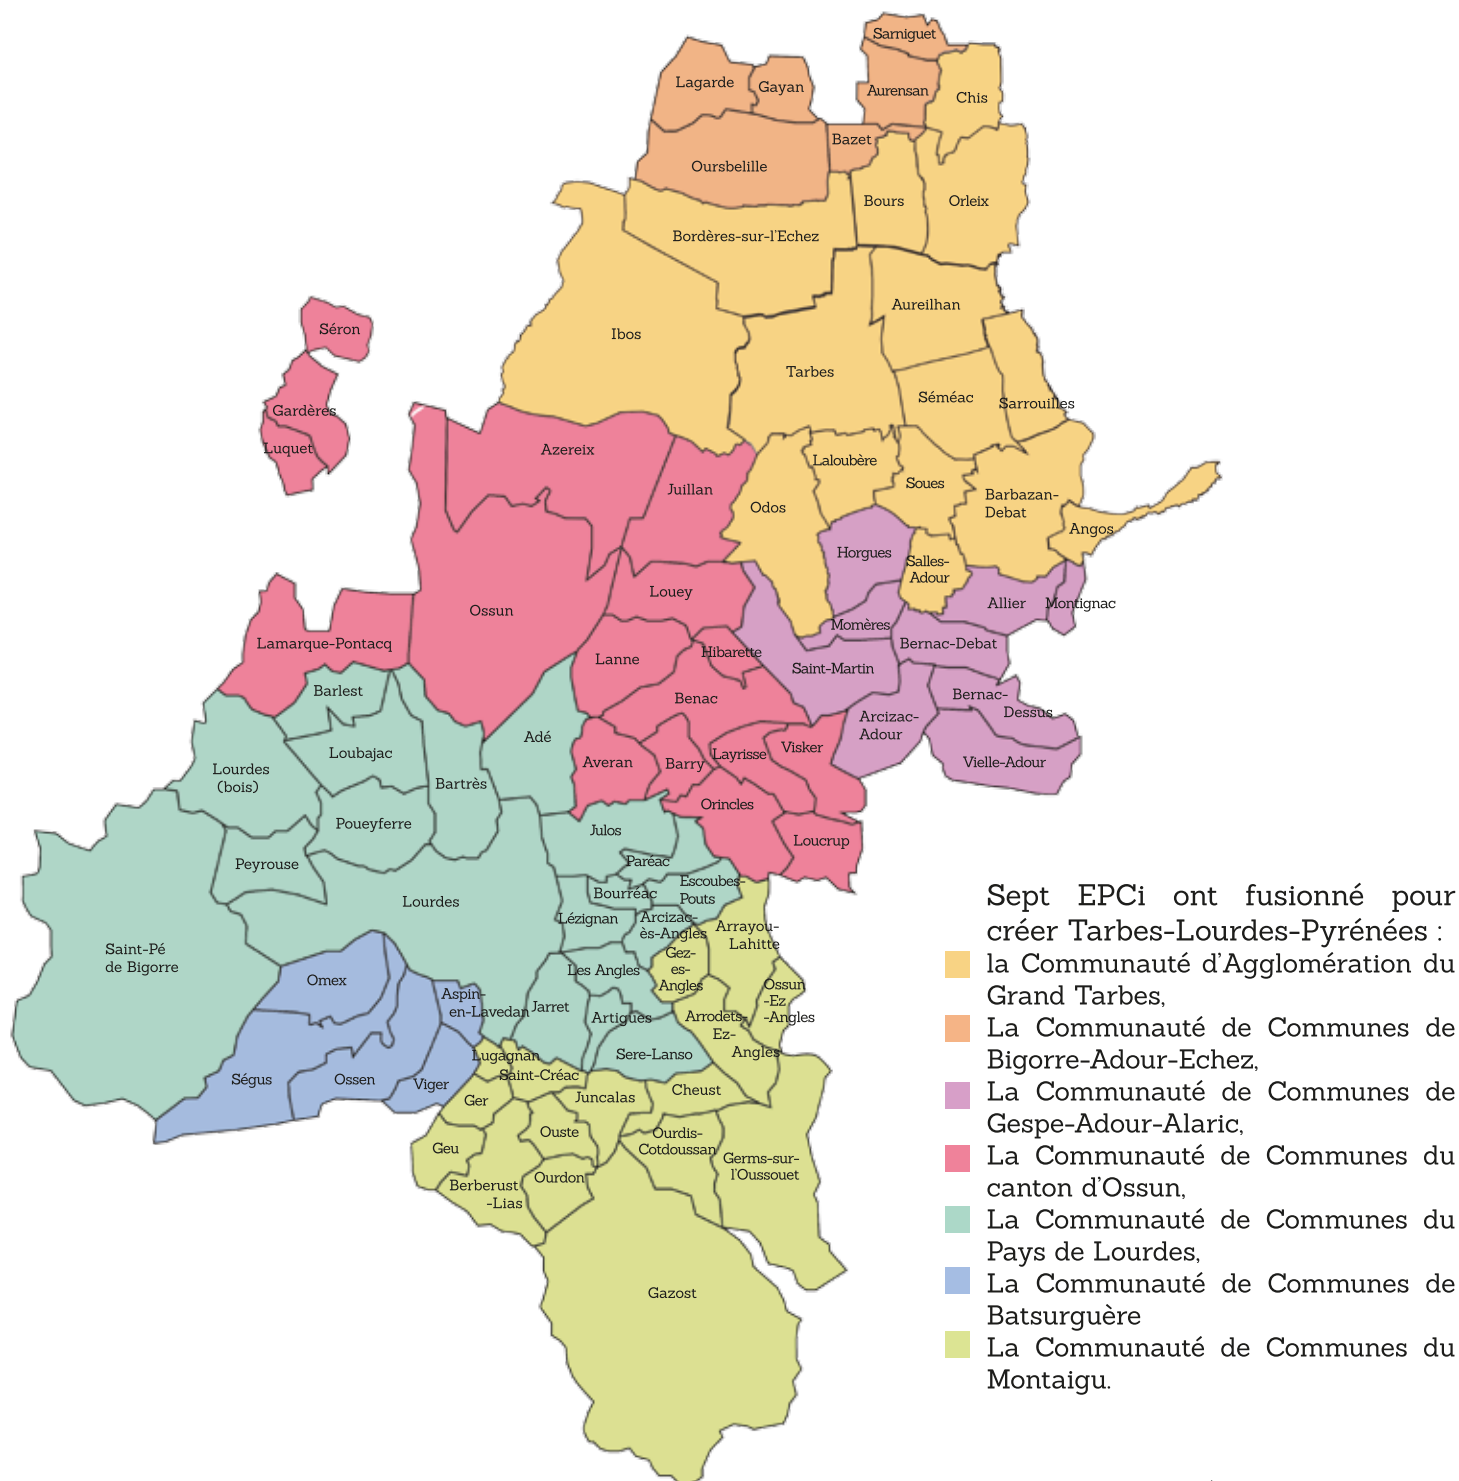 Sarniguet
Lagarde
Gayan
Aurensan
Chis
Bazet
Oursbelille
Bours
Orleix
Bordères-sur-l'Echez
Aureilhan
Séron
Ibos
Tarbes
Séméac
Sarrouilles
Gardères
Luquet
Azereix
Laloubère
Juillan
Soues
Odos
Barbazan-
Debat
Angos
Horgues
Salles-
Adour
Louey
Allier
Montignac
Ossun
Momères
Lamarque-Pontacq
Bernac-Debat
Hibarette
Lanne
Saint-Martin
Barlest
Benac
Bernac-
Dessus
Arcizac-
Adour
Adé
Visker
Loubajac
Layrisse
Averan
Barry
Vielle-Adour
Lourdes
(bois)
Bartrès
Orincles
Poueyferre
Julos
Loucrup
Peyrouse
Paréac
Escoubes-
Pouts
Bourréac
Lourdes
Lézignan
Arcizac-
ès-Angles
Arrayou-
Lahitte
Saint-Pé
de Bigorre
Gez-
es-
Angles
Les Angles
Omex
Ossun
-Ez
-Angles
Aspin-
en-Lavedan
Jarret
Artigues
Arrodets-
Ez-
Angles
Lugagnan
Sere-Lanso
Saint-Créac
Ségus
Ossen
Viger
Cheust
Juncalas
Ger
Ouste
Ourdis-
Cotdoussan
Geu
Germs-sur-
l'Oussouet
Ourdon
Berberust
-Lias
Gazost
Sept EPCi ont fusionné pour
créer Tarbes-Lourdes-Pyrénées :
la Communauté d'Agglomération du
Grand Tarbes,
La Communauté de Communes de
Bigorre-Adour-Echez,
La Communauté de Communes de
Gespe-Adour-Alaric,
La Communauté de Communes du
canton d'Ossun,
La Communauté de Communes du
Pays de Lourdes,
La Communauté de Communes de
Batsurguère
La Communauté de Communes du
Montaigu.